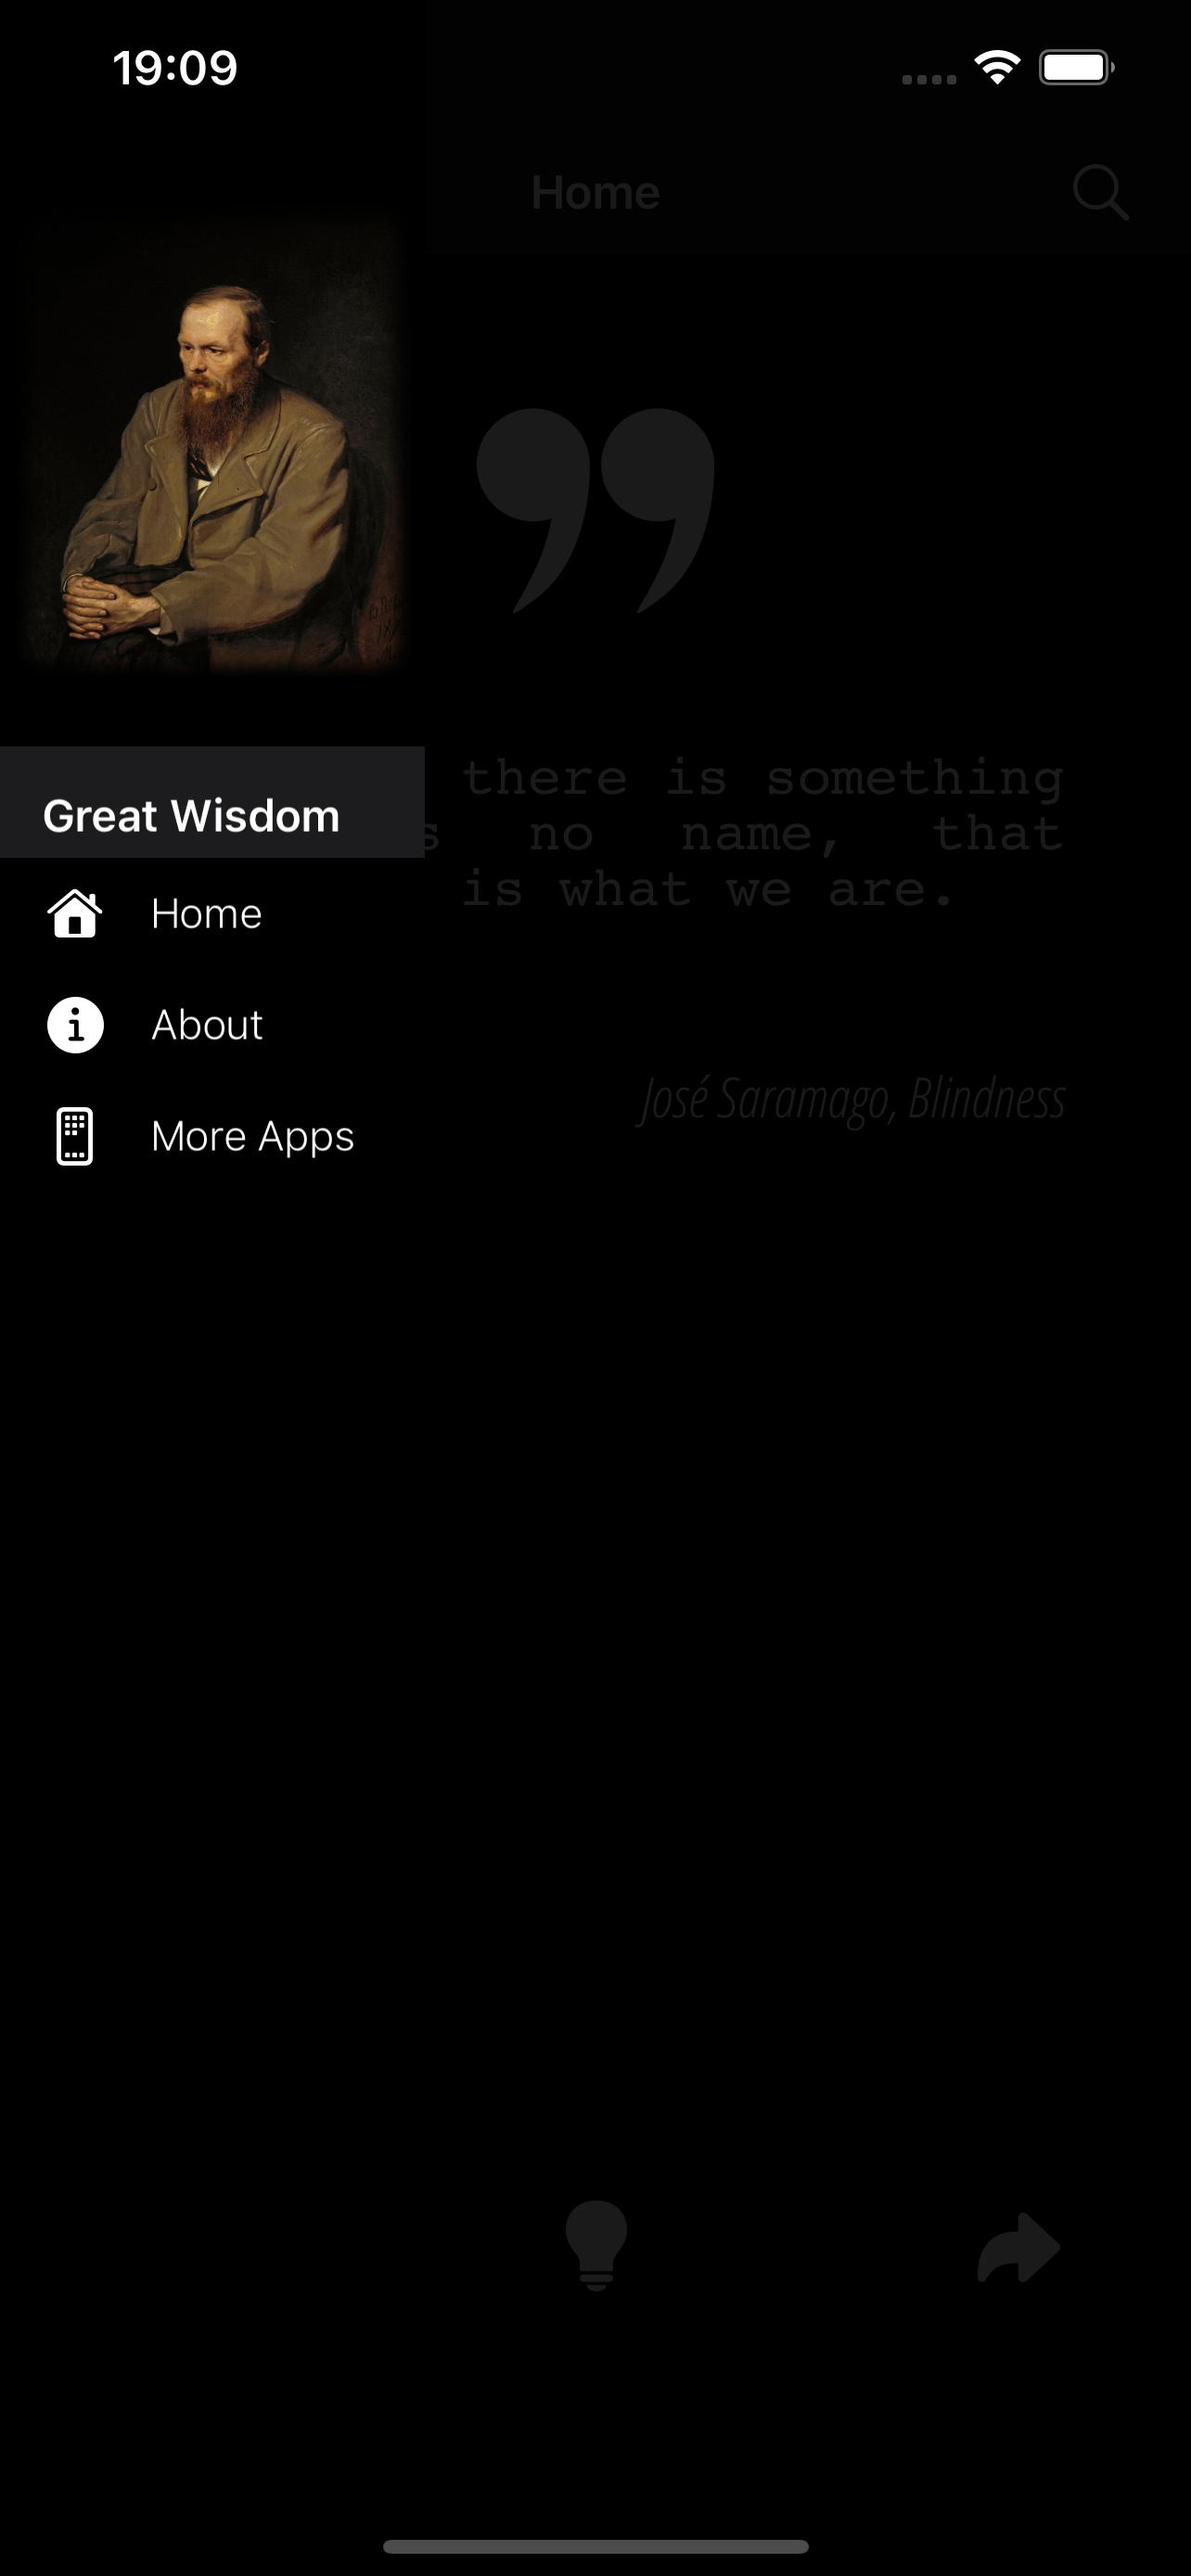 19:09
Home
there is something
s no name, that
is what we are.
José Saramago, Blindness
Great Wisdom
Home
About
More Apps